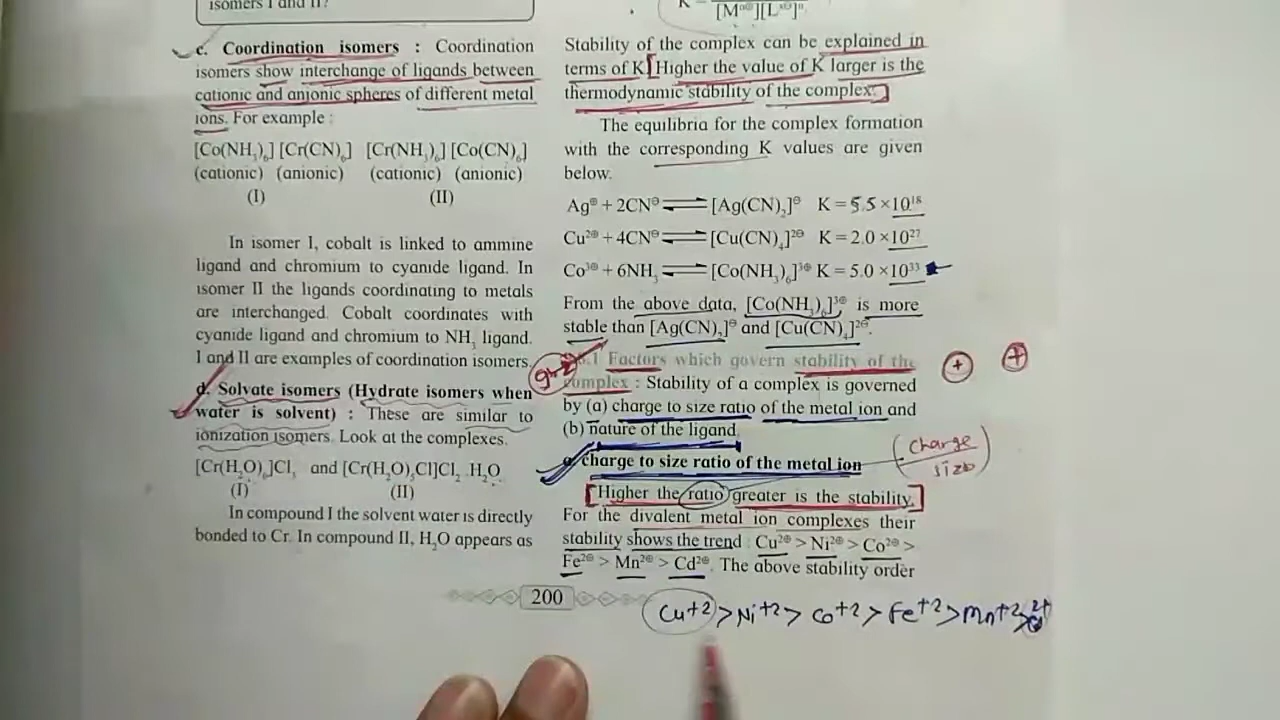 isomers I and II?
c. Coordination isomers : Coordination
isomers show interchange of ligands between
cationic and anionic spheres of different metal
ions. For example :
[Co(NH₃)₆] [Cr(CN)₆] [Cr(NH₃)₆] [Co(CN)₆]
(cationic) (anionic) (cationic) (anionic)
(I) (II)
In isomer I, cobalt is linked to ammine
ligand and chromium to cyanide ligand. In
isomer II the ligands coordinating to metals
are interchanged. Cobalt coordinates with
cyanide ligand and chromium to NH₃ ligand.
I and II are examples of coordination isomers.
d. Solvate isomers (Hydrate isomers when
water is solvent) : These are similar to
ionization isomers. Look at the complexes.
[Cr(H₂O)₆]Cl₃ and [Cr(H₂O)₅Cl]Cl₂.H₂O
(I) (II)
In compound I the solvent water is directly
bonded to Cr. In compound II, H₂O appears as
K =
[Mᵐ⊕][Lˣ⊖]ⁿ
Stability of the complex can be explained in
terms of K. [Higher the value of K larger is the
thermodynamic stability of the complex.]
The equilibria for the complex formation
with the corresponding K values are given
below.
Ag⊕ + 2CN⊖ ⇌ [Ag(CN)₂]⊖ K = 5.5 ×10¹⁸
Cu²⊕ + 4CN⊖ ⇌ [Cu(CN)₄]²⊖ K = 2.0 ×10²⁷
Co³⊕ + 6NH₃ ⇌ [Co(NH₃)₆]³⊕ K = 5.0 ×10³³
From the above data, [Co(NH₃)₆]³⊕ is more
stable than [Ag(CN)₂]⊖ and [Cu(CN)₄]²⊖.
.1 Factors which govern stability of the
complex : Stability of a complex is governed
by (a) charge to size ratio of the metal ion and
(b) nature of the ligand
+ +
charge to size ratio of the metal ion
(charge
size)
[Higher the ratio greater is the stability.]
For the divalent metal ion complexes their
stability shows the trend : Cu²⊕ > Ni²⊕ > Co²⊕ >
Fe²⊕ > Mn²⊕ > Cd²⊕. The above stability order
200
Cu+2 > Ni+2 > Co+2 > Fe+2 > Mn+2 >